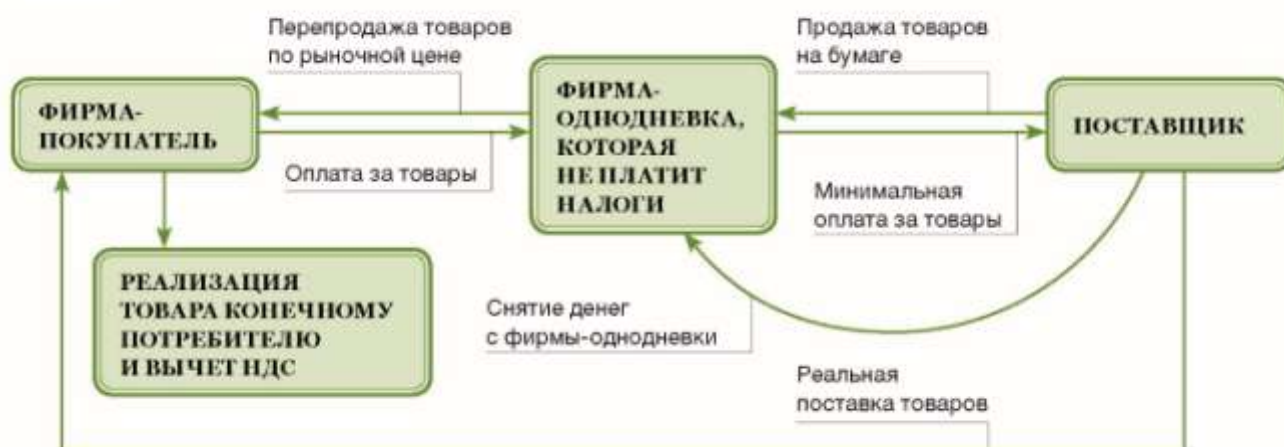 Перепродажа товаров
по рыночной цене
Продажа товаров
на бумаге
ФИРМА-
ПОКУПАТЕЛЬ
ФИРМА-
ОДНОДНЕВКА,
КОТОРАЯ
НЕ ПЛАТИТ
НАЛОГИ
ПОСТАВЩИК
Оплата за товары
Минимальная
оплата за товары
РЕАЛИЗАЦИЯ
ТОВАРА КОНЕЧНОМУ
ПОТРЕБИТЕЛЮ
И ВЫЧЕТ НДС
Снятие денег
с фирмы-однодневки
Реальная
поставка товаров